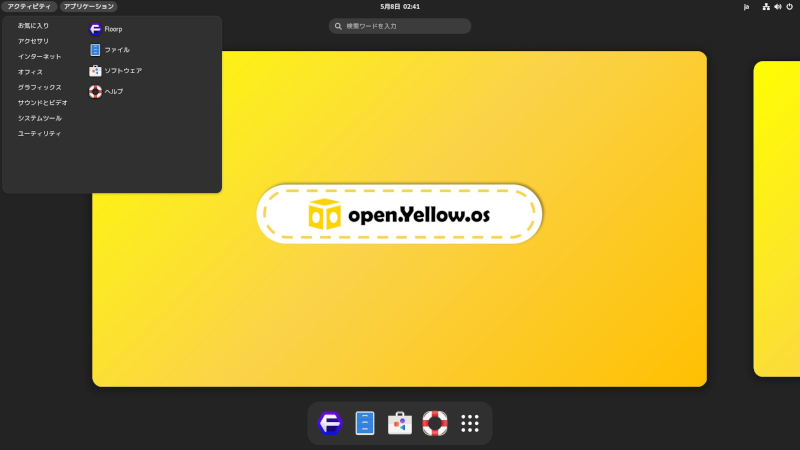 アクティビティ
アプリケーション
5月8日 02:41
ja
検索ワードを入力
お気に入り
アクセサリ
インターネット
オフィス
グラフィックス
サウンドとビデオ
システムツール
ユーティリティ
Floorp
ファイル
ソフトウェア
ヘルプ
open.Yellow.os